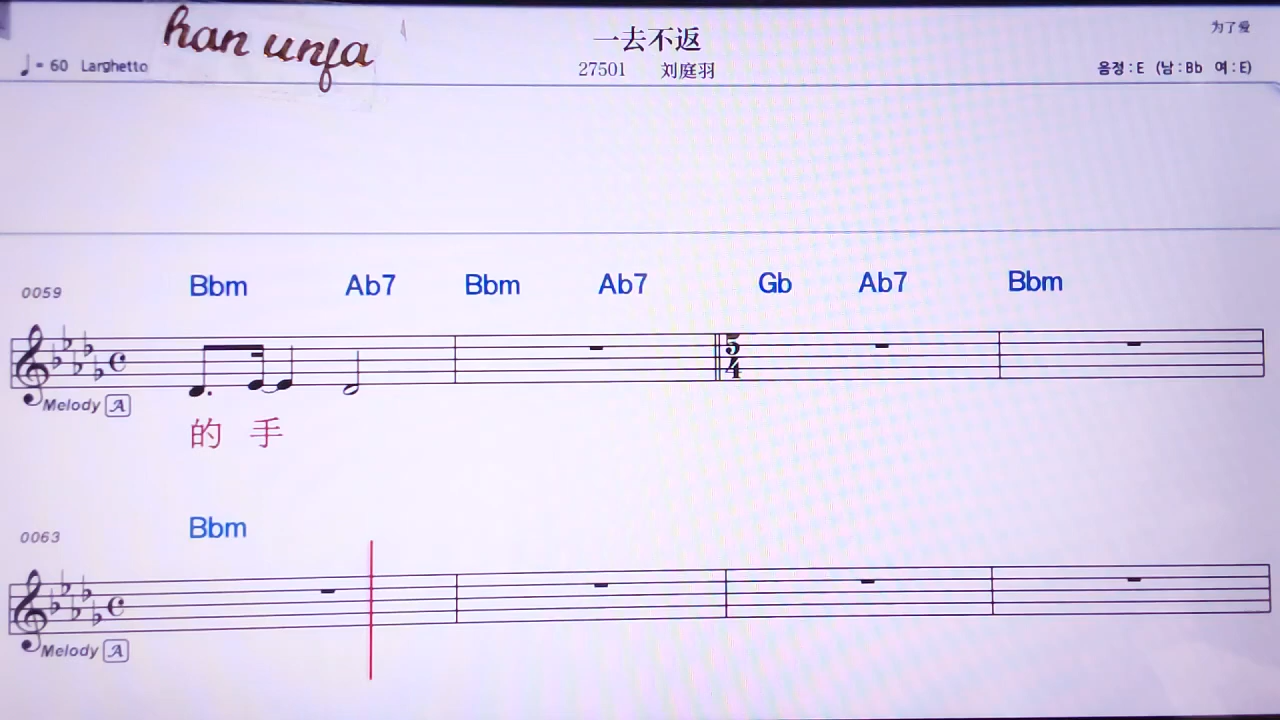 han unfa
一去不返
为了爱
♩= 60 Larghetto
27501 刘庭羽
음정 : E (남 : Bb 여 : E)
0059
Bbm Ab7 Bbm Ab7 Gb Ab7 Bbm
5
4
Melody A
的 手
0063
Bbm
Melody A